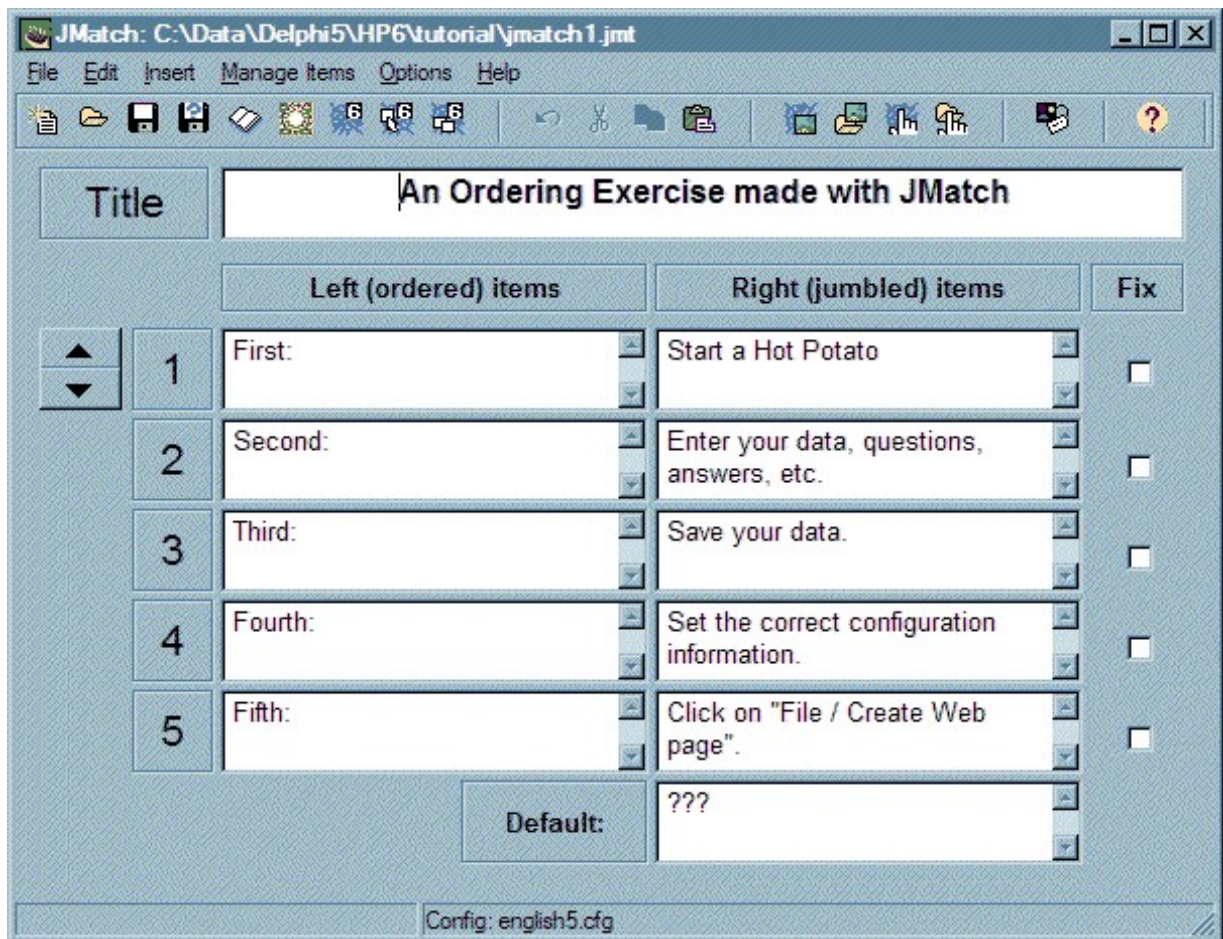 JMatch: C:\Data\Delphi5\HP6\tutorial\jmatch1.jmt
File Edit Insert Manage Items Options Help
6 6 6 ?
Title
An Ordering Exercise made with JMatch
Left (ordered) items Right (jumbled) items Fix
1 First: Start a Hot Potato
2 Second: Enter your data, questions,
answers, etc.
3 Third: Save your data.
4 Fourth: Set the correct configuration
information.
5 Fifth: Click on "File / Create Web
page".
Default: ???
Config: english5.cfg